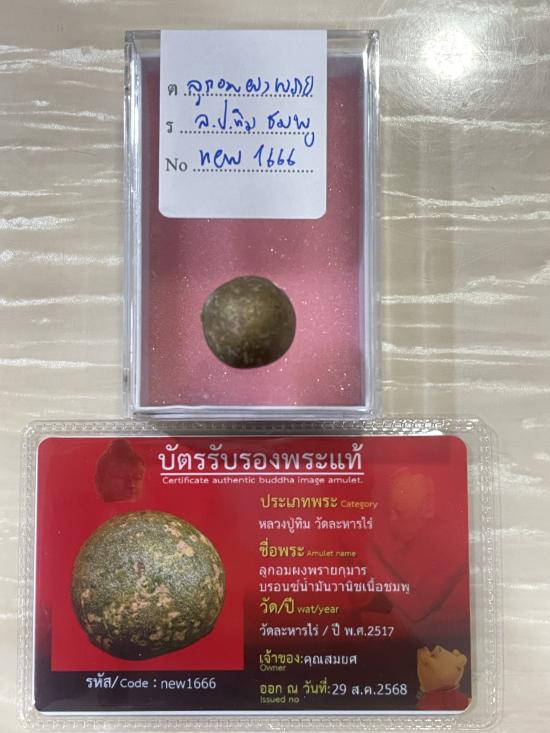 ต ลูกอมผงพราย
ร ล.ป.ทิม ชมพู
No new 1666
บัตรรับรองพระแท้
Certificate authentic buddha image amulet.
ประเภทพระ Category
หลวงปู่ทิม วัดละหารไร่
ชื่อพระ Amulet name
ลูกอมผงพรายกุมาร
บรอนซ์น้ำมันวานิชเนื้อชมพู
วัด/ปี wat/year
วัดละหารไร่ / ปี พ.ศ.2517
เจ้าของ:คุณสมยศ
Owner
ออก ณ วันที่:29 ส.ค.2568
Issued no
รหัส/Code : new1666